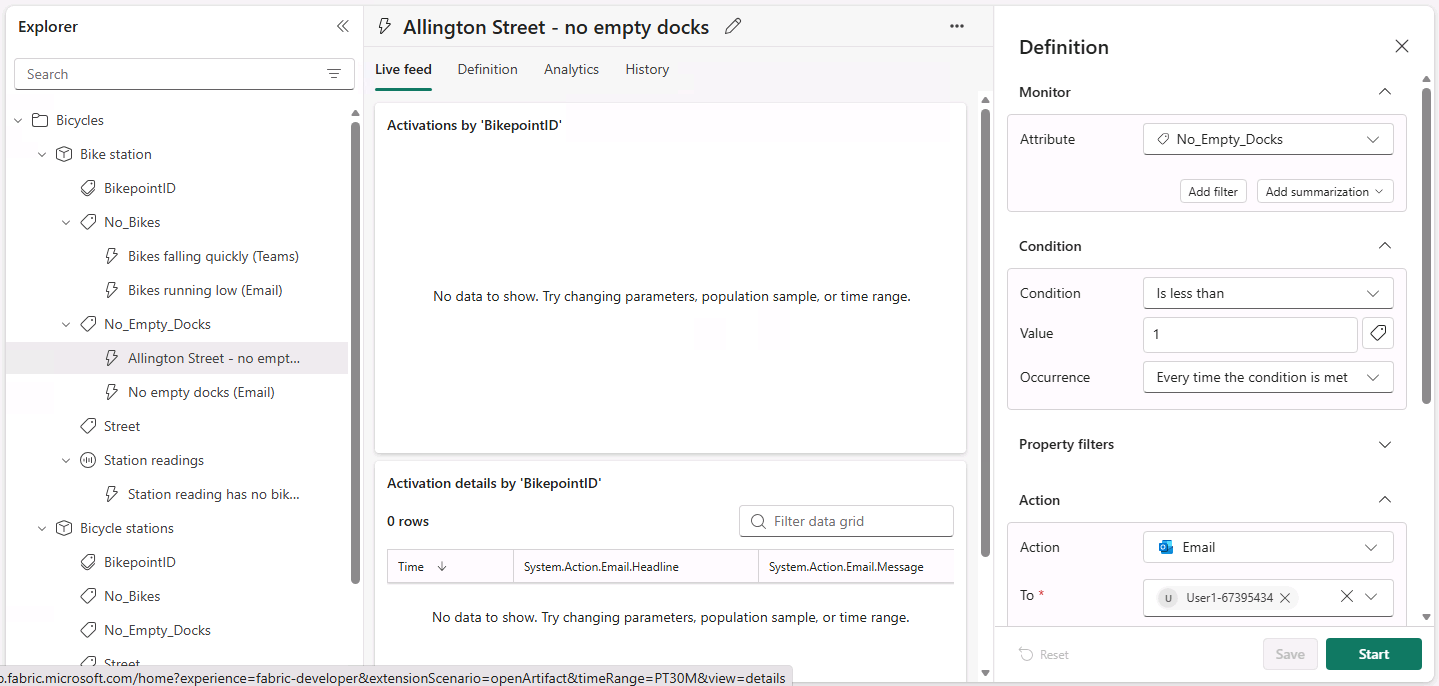 Explorer
Search
Bicycles
Bike station
BikepointID
No_Bikes
Bikes falling quickly (Teams)
Bikes running low (Email)
No_Empty_Docks
Allington Street - no empt...
No empty docks (Email)
Street
Station readings
Station reading has no bik...
Bicycle stations
BikepointID
No_Bikes
No_Empty_Docks
Street
o.fabric.microsoft.com/home?experience=fabric-developer&extensionScenario=openArtifact&timeRange=PT30M&view=details
Allington Street - no empty docks
Live feed Definition Analytics History
Activations by 'BikepointID'
No data to show. Try changing parameters, population sample, or time range.
Activation details by 'BikepointID'
0 rows
Filter data grid
Time System.Action.Email.Headline System.Action.Email.Message
No data to show. Try changing parameters, population sample, or time range.
Definition
Monitor
Attribute No_Empty_Docks
Add filter Add summarization
Condition
Condition Is less than
Value 1
Occurrence Every time the condition is met
Property filters
Action
Action Email
To * U User1-67395434
Reset Save Start